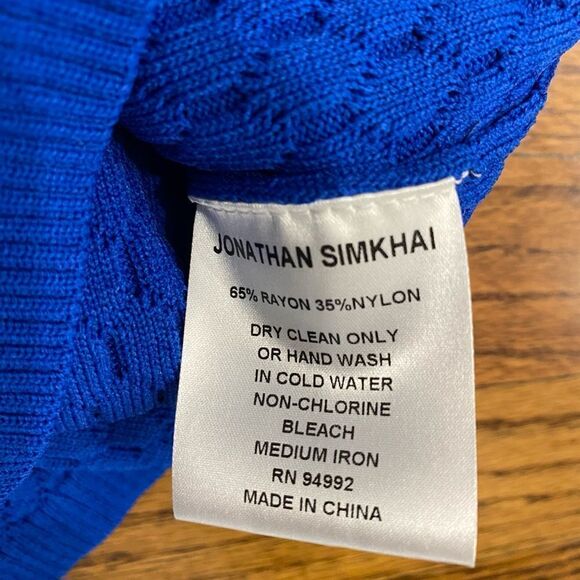 JONATHAN SIMKHAI
65% RAYON 35%NYLON
DRY CLEAN ONLY
OR HAND WASH
IN COLD WATER
NON-CHLORINE
BLEACH
MEDIUM IRON
RN 94992
MADE IN CHINA